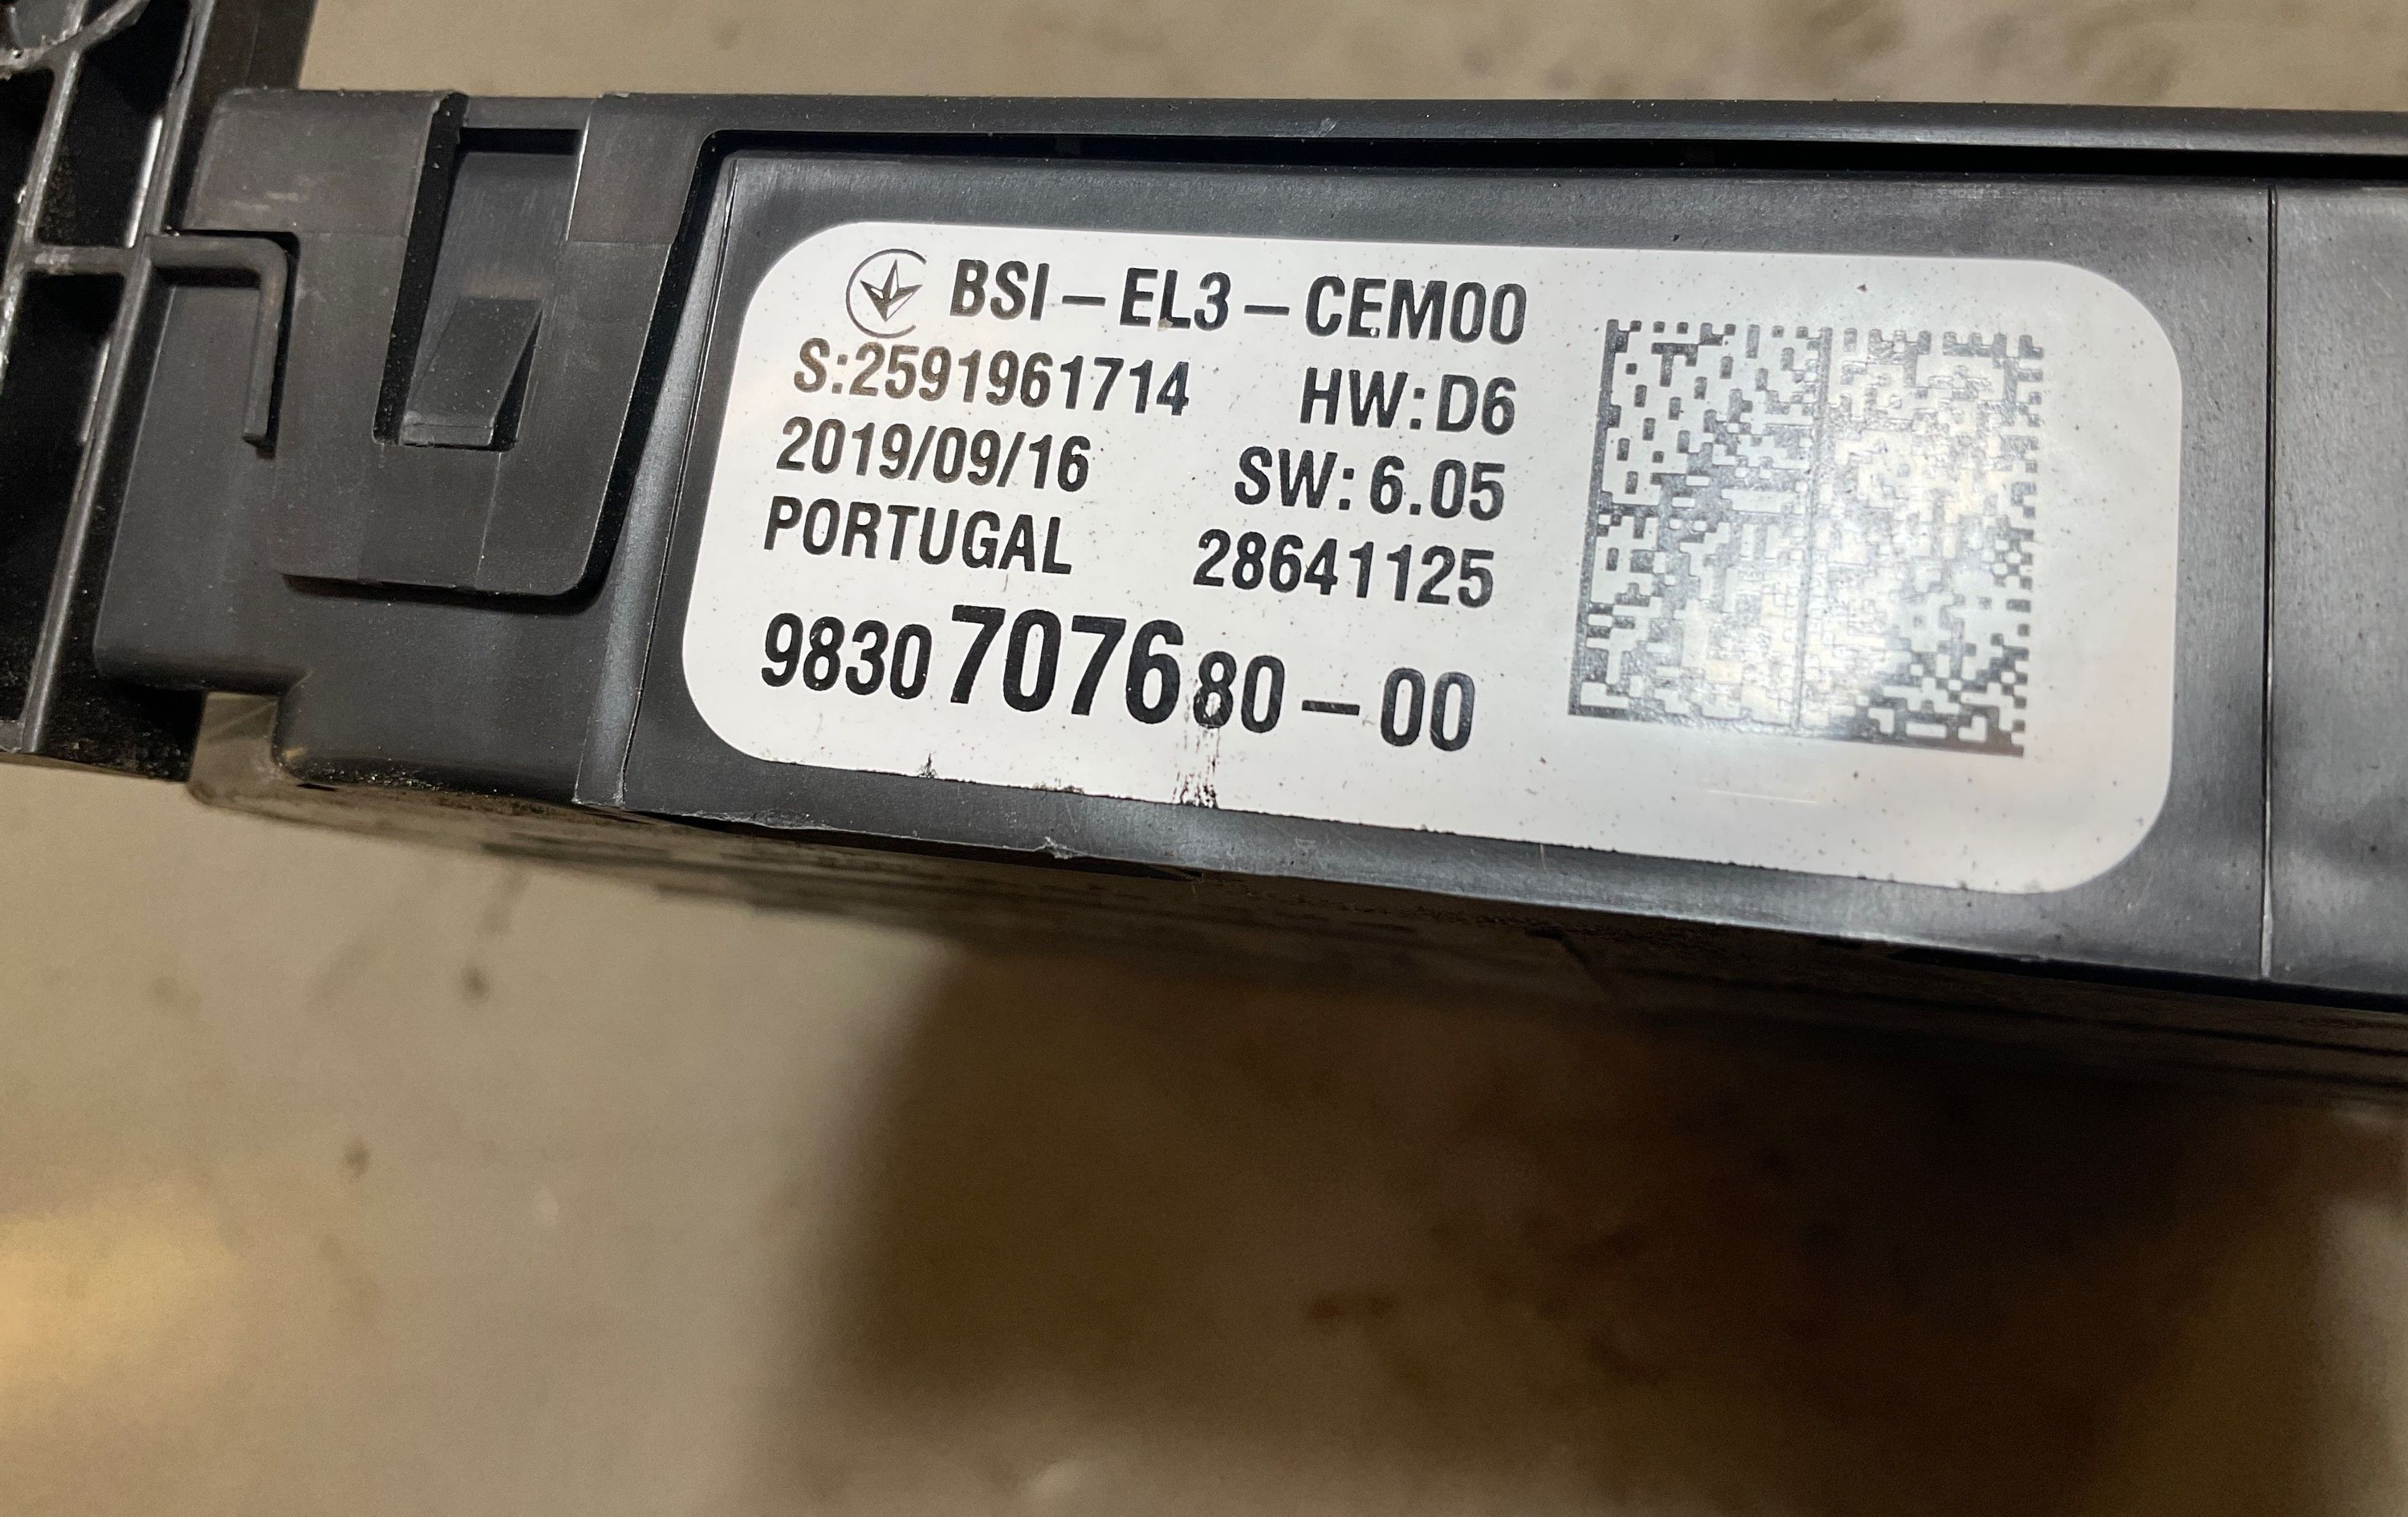 BSI-EL3-CEM00
S:2591961714 HW:D6
2019/09/16 SW:6.05
PORTUGAL 28641125
9830707680-00